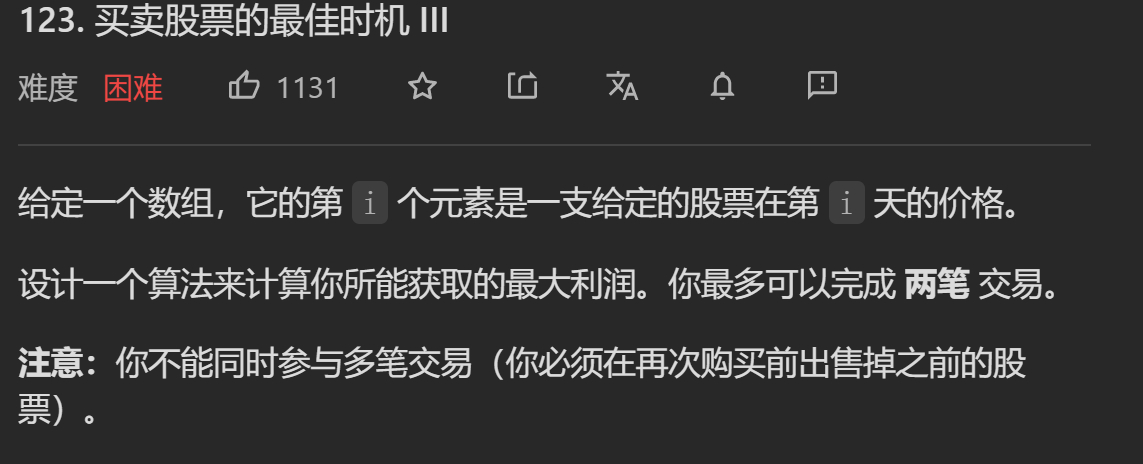 123. 买卖股票的最佳时机 III
难度 困难 1131
给定一个数组，它的第 i 个元素是一支给定的股票在第 i 天的价格。
设计一个算法来计算你所能获取的最大利润。你最多可以完成 两笔 交易。
注意：你不能同时参与多笔交易（你必须在再次购买前出售掉之前的股
票）。